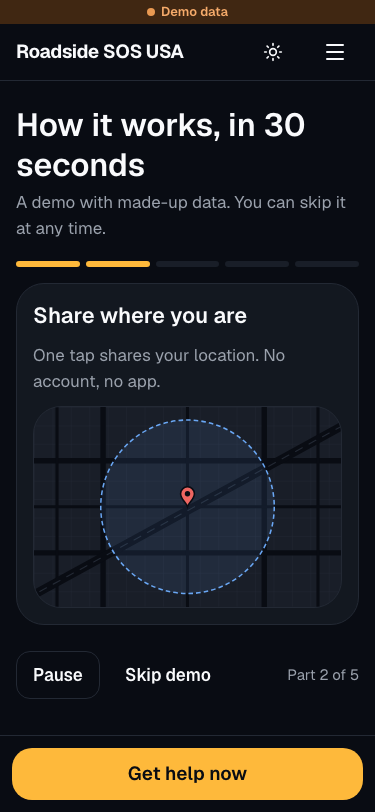 Demo data
Roadside SOS USA
How it works, in 30
seconds
A demo with made-up data. You can skip it
at any time.
Share where you are
One tap shares your location. No
account, no app.
Pause
Skip demo
Part 2 of 5
Get help now